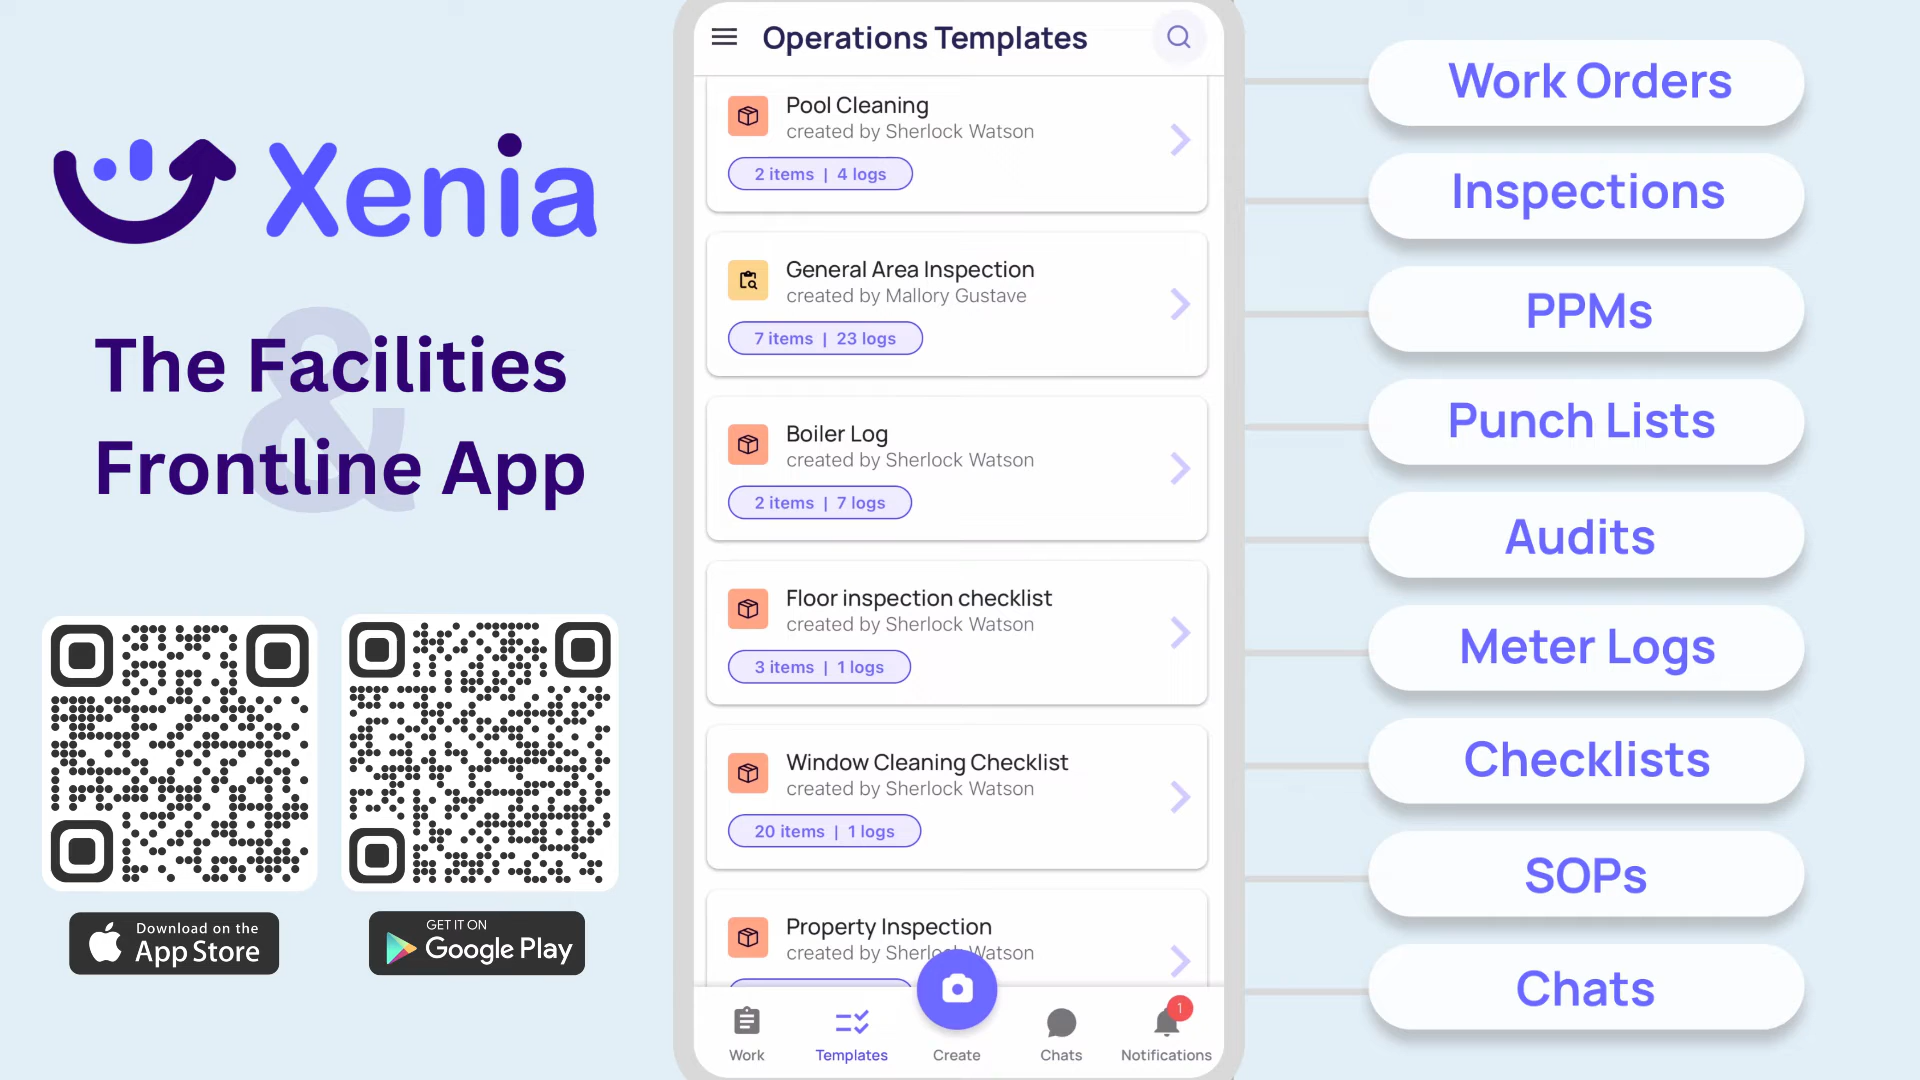 Xenia
&
The Facilities
Frontline App
Download on the
App Store
GET IT ON
Google Play
Operations Templates
Pool Cleaning
created by Sherlock Watson
2 items | 4 logs
General Area Inspection
created by Mallory Gustave
7 items | 23 logs
Boiler Log
created by Sherlock Watson
2 items | 7 logs
Floor inspection checklist
created by Sherlock Watson
3 items | 1 logs
Window Cleaning Checklist
created by Sherlock Watson
20 items | 1 logs
Property Inspection
created by Sherlock Watson
Work
Templates
Create
Chats
1
Notifications
Work Orders
Inspections
PPMs
Punch Lists
Audits
Meter Logs
Checklists
SOPs
Chats